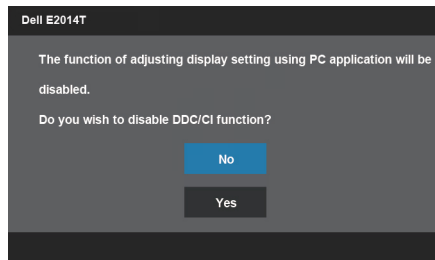 Dell E2014T
The function of adjusting display setting using PC application will be
disabled.
Do you wish to disable DDC/CI function?
No
Yes